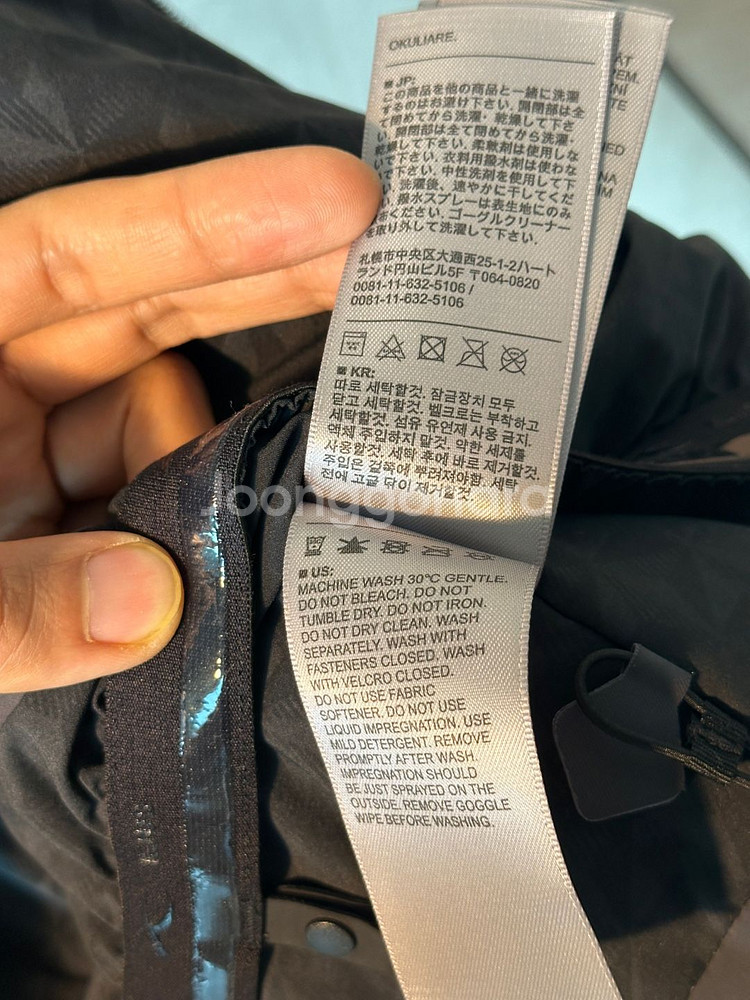 OKULIARE.
■ JP:
この商品を他の商品と一緒に洗濯
するのはお避け下さい. 開閉部は全
て閉めてから洗濯・乾燥して下さ
い. 開閉部は全て閉めてから洗濯・
乾燥して下さい. 柔軟剤は使用しな
いで下さい. 衣料用撥水剤は使わな
いで下さい. 中性洗剤を使用して下
さい. 洗濯後、速やかに干してくだ
さい. 撥水スプレーは表生地にのみ
お使ください. ゴーグルクリーナー
を取り外して洗濯して下さい.
札幌市中央区大通西25-1-2ハート
ランド円山ビル5F 〒064-0820
0081-11-632-5106 /
0081-11-632-5106
■ KR:
따로 세탁할것. 잠금장치 모두
닫고 세탁할것. 벨크로는 부착하고
세탁할것. 섬유 유연제 사용 금지.
액체 주입하지 말것. 약한 세제를
사용할것. 세탁 후에 바로 제거할것.
주입은 겉쪽에 뿌려져야함. 세탁
전에 고글 닦이 제거할것.
Joonggonara
■ US:
MACHINE WASH 30°C GENTLE.
DO NOT BLEACH. DO NOT
TUMBLE DRY. DO NOT IRON.
DO NOT DRY CLEAN. WASH
SEPARATELY. WASH WITH
FASTENERS CLOSED. WASH
WITH VELCRO CLOSED.
DO NOT USE FABRIC
SOFTENER. DO NOT USE
LIQUID IMPREGNATION. USE
MILD DETERGENT. REMOVE
PROMPTLY AFTER WASH
IMPREGNATION SHOULD
BE JUST SPRAYED ON THE
OUTSIDE. REMOVE GOGGLE
WIPE BEFORE WASHING.